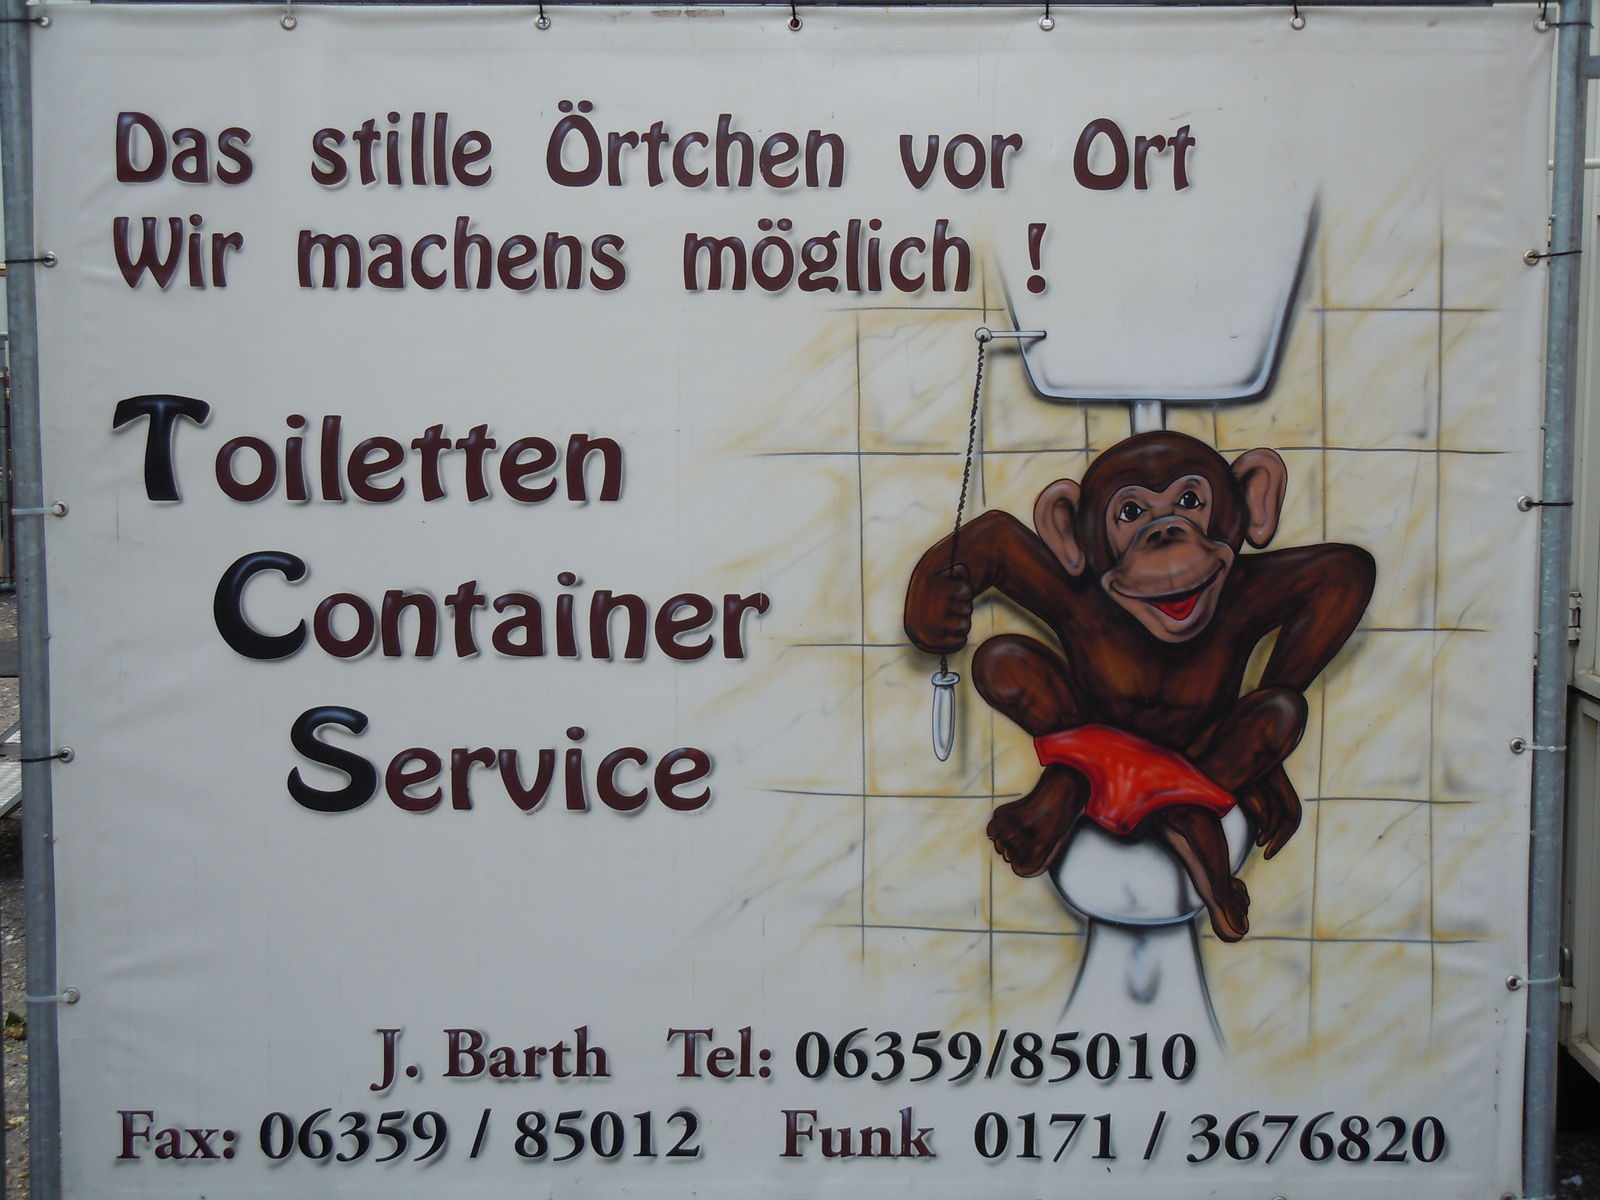 Das stille Örtchen vor Ort
Wir machens möglich !
Toiletten
Container
Service
J. Barth Tel: 06359/85010
Fax: 06359 / 85012 Funk 0171 / 3676820